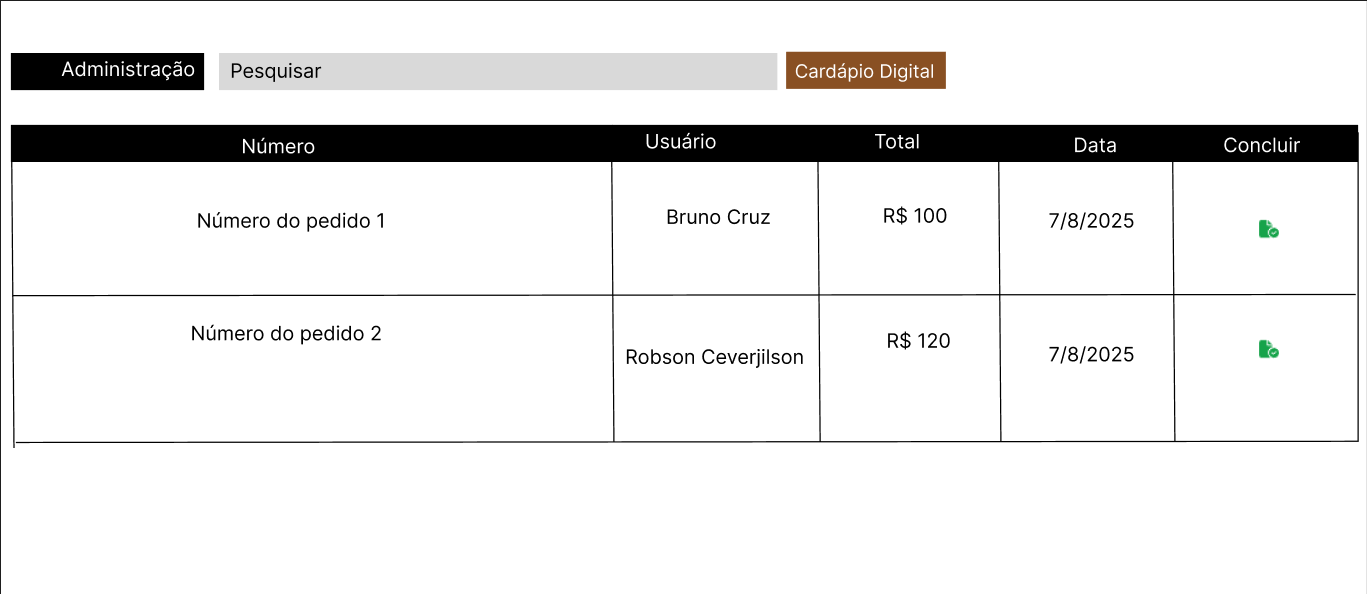 Administração
Pesquisar
Cardápio Digital
Número
Usuário
Total
Data
Concluir
Número do pedido 1
Bruno Cruz
R$ 100
7/8/2025
Número do pedido 2
Robson Ceverjilson
R$ 120
7/8/2025